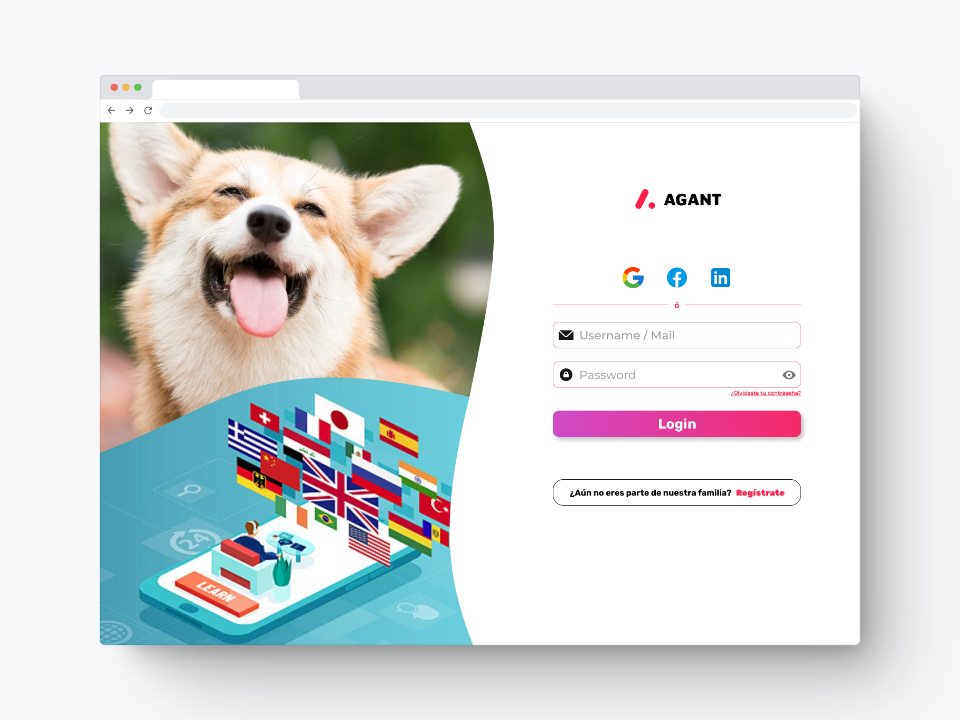 AGANT
ó
Username / Mail
Password
¿Olvidaste tu contraseña?
Login
¿Aún no eres parte de nuestra familia? Regístrate
24
LEARN